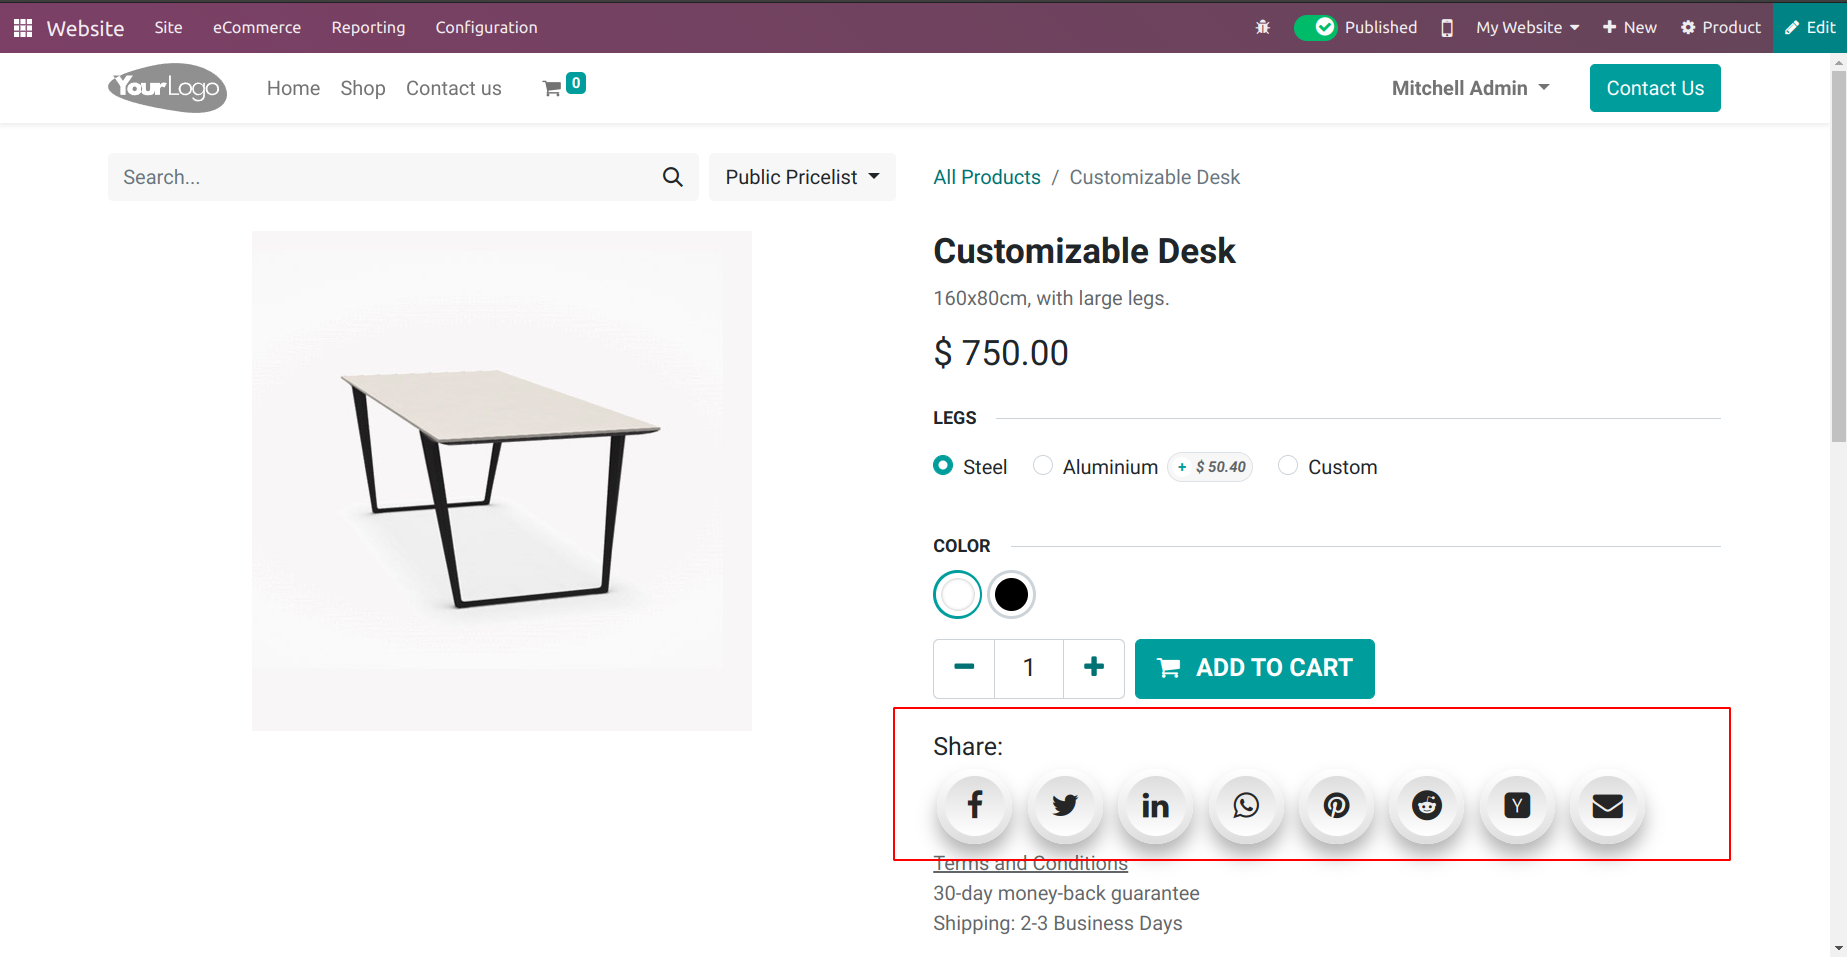 Website Site eCommerce Reporting Configuration Published My Website New Product Edit
YourLogo Home Shop Contact us 0 Mitchell Admin Contact Us
Search... Public Pricelist All Products / Customizable Desk
Customizable Desk
160x80cm, with large legs.
$ 750.00
LEGS
Steel Aluminium + $ 50.40 Custom
COLOR
1 ADD TO CART
Share:
Terms and Conditions
30-day money-back guarantee
Shipping: 2-3 Business Days